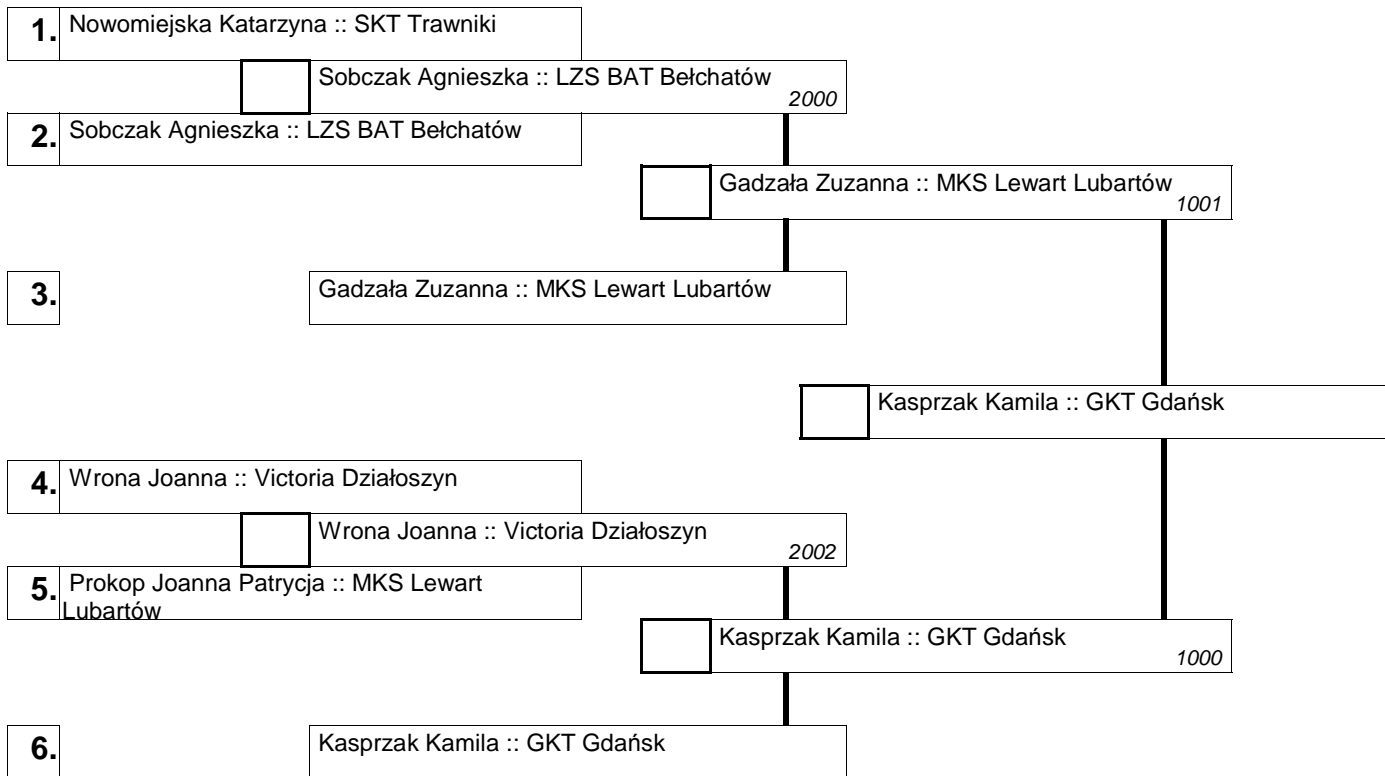 1. Nowomiejska Katarzyna :: SKT Trawniki
Sobczak Agnieszka :: LZS BAT Bełchatów
2000
2. Sobczak Agnieszka :: LZS BAT Bełchatów
Gadzała Zuzanna :: MKS Lewart Lubartów
1001
3. Gadzała Zuzanna :: MKS Lewart Lubartów
Kasprzak Kamila :: GKT Gdańsk
4. Wrona Joanna :: Victoria Działoszyn
Wrona Joanna :: Victoria Działoszyn
2002
5. Prokop Joanna Patrycja :: MKS Lewart
Lubartów
Kasprzak Kamila :: GKT Gdańsk
1000
6. Kasprzak Kamila :: GKT Gdańsk